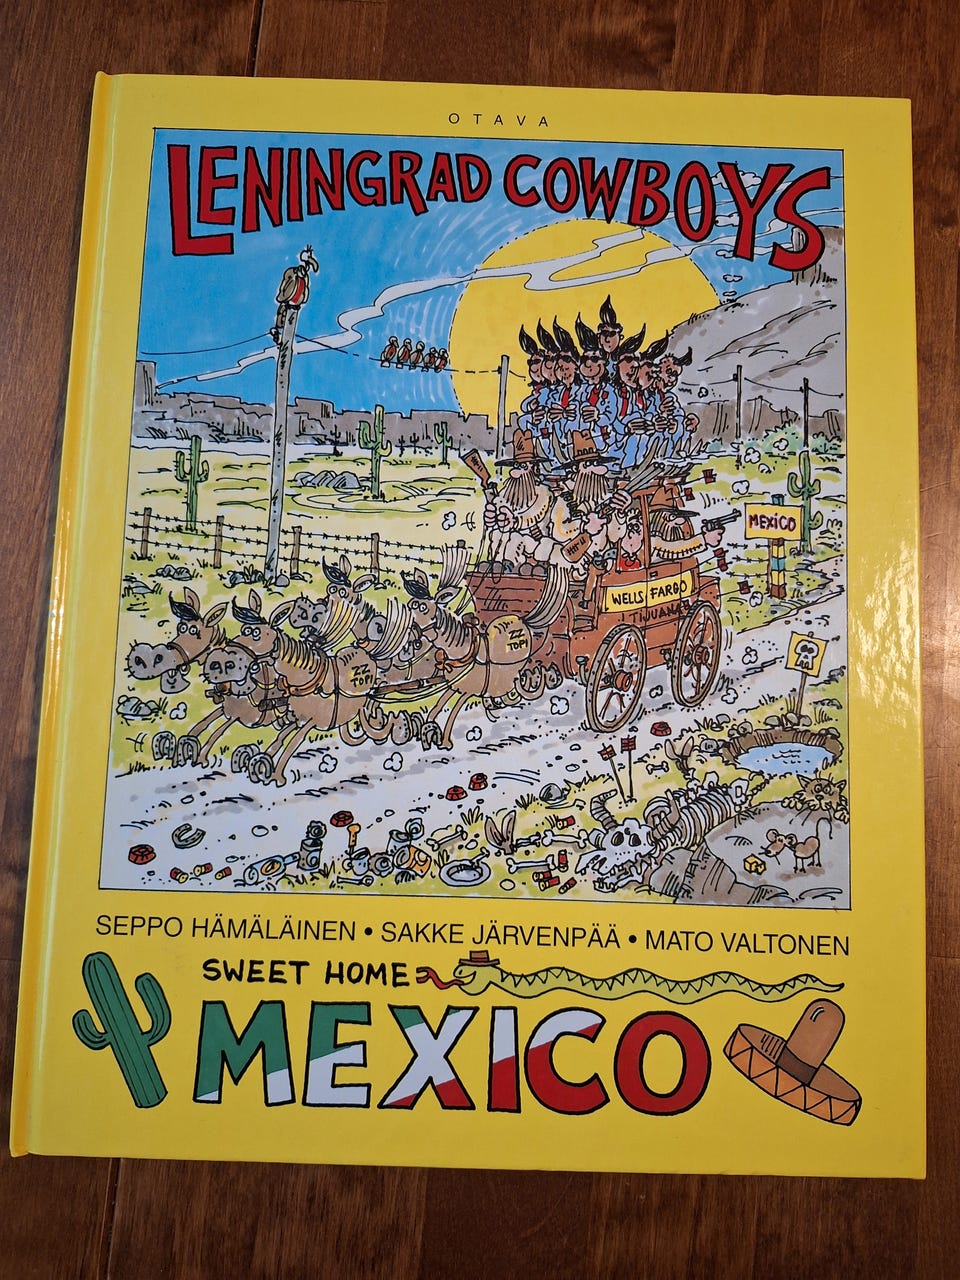 OTAVA
LENINGRAD COWBOYS
MEXICO
WELLS FARGO
TIJUANA
ZZ
TOP!
ZZ
TOP!
SEPPO HÄMÄLÄINEN • SAKKE JÄRVENPÄÄ • MATO VALTONEN
SWEET HOME
MEXICO